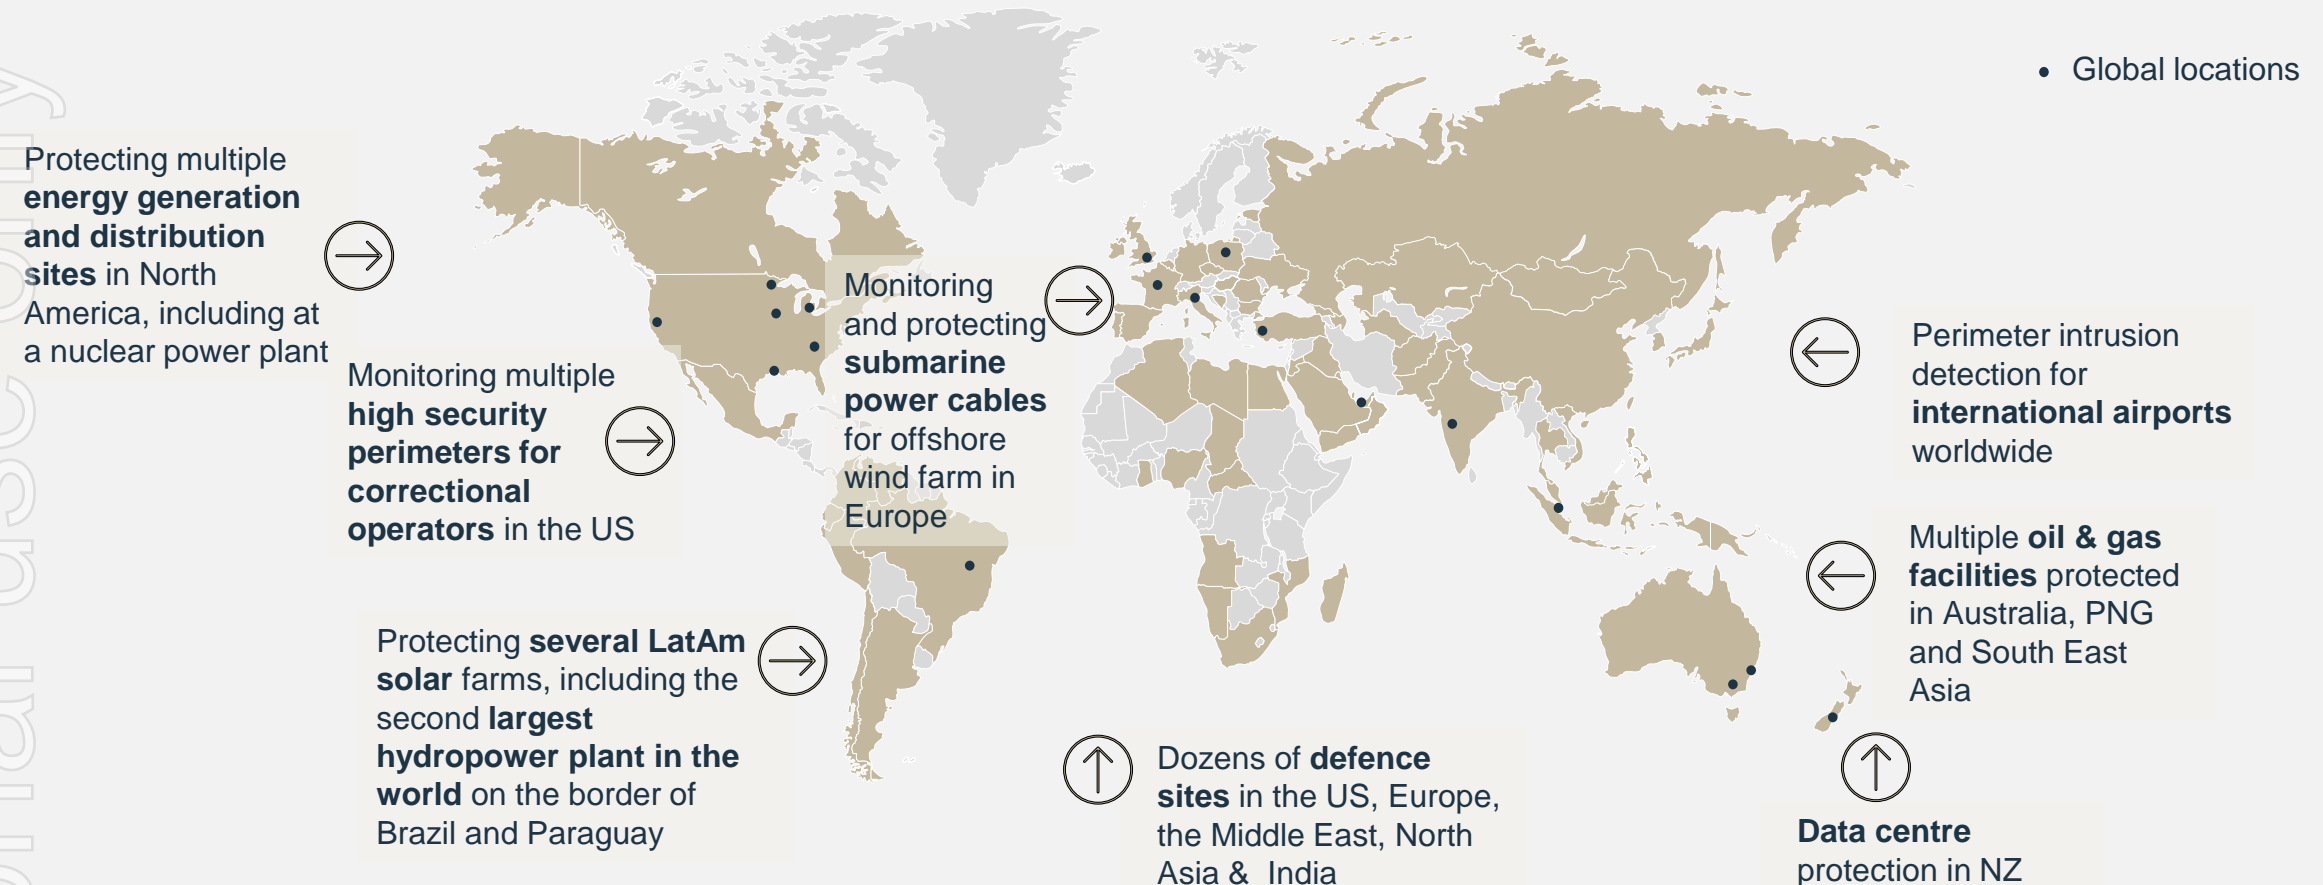 Global locations
Protecting multiple
energy generation
and distribution
sites in North
America, including at
a nuclear power plant
Monitoring multiple
high security
perimeters for
correctional
operators in the US
Monitoring
and protecting
submarine
power cables
for offshore
wind farm in
Europe
Perimeter intrusion
detection for
international airports
worldwide
Multiple oil & gas
facilities protected
in Australia, PNG
and South East
Asia
Protecting several LatAm
solar farms, including the
second largest
hydropower plant in the
world on the border of
Brazil and Paraguay
Dozens of defence
sites in the US, Europe,
the Middle East, North
Asia &  India
Data centre
protection in NZ
use only